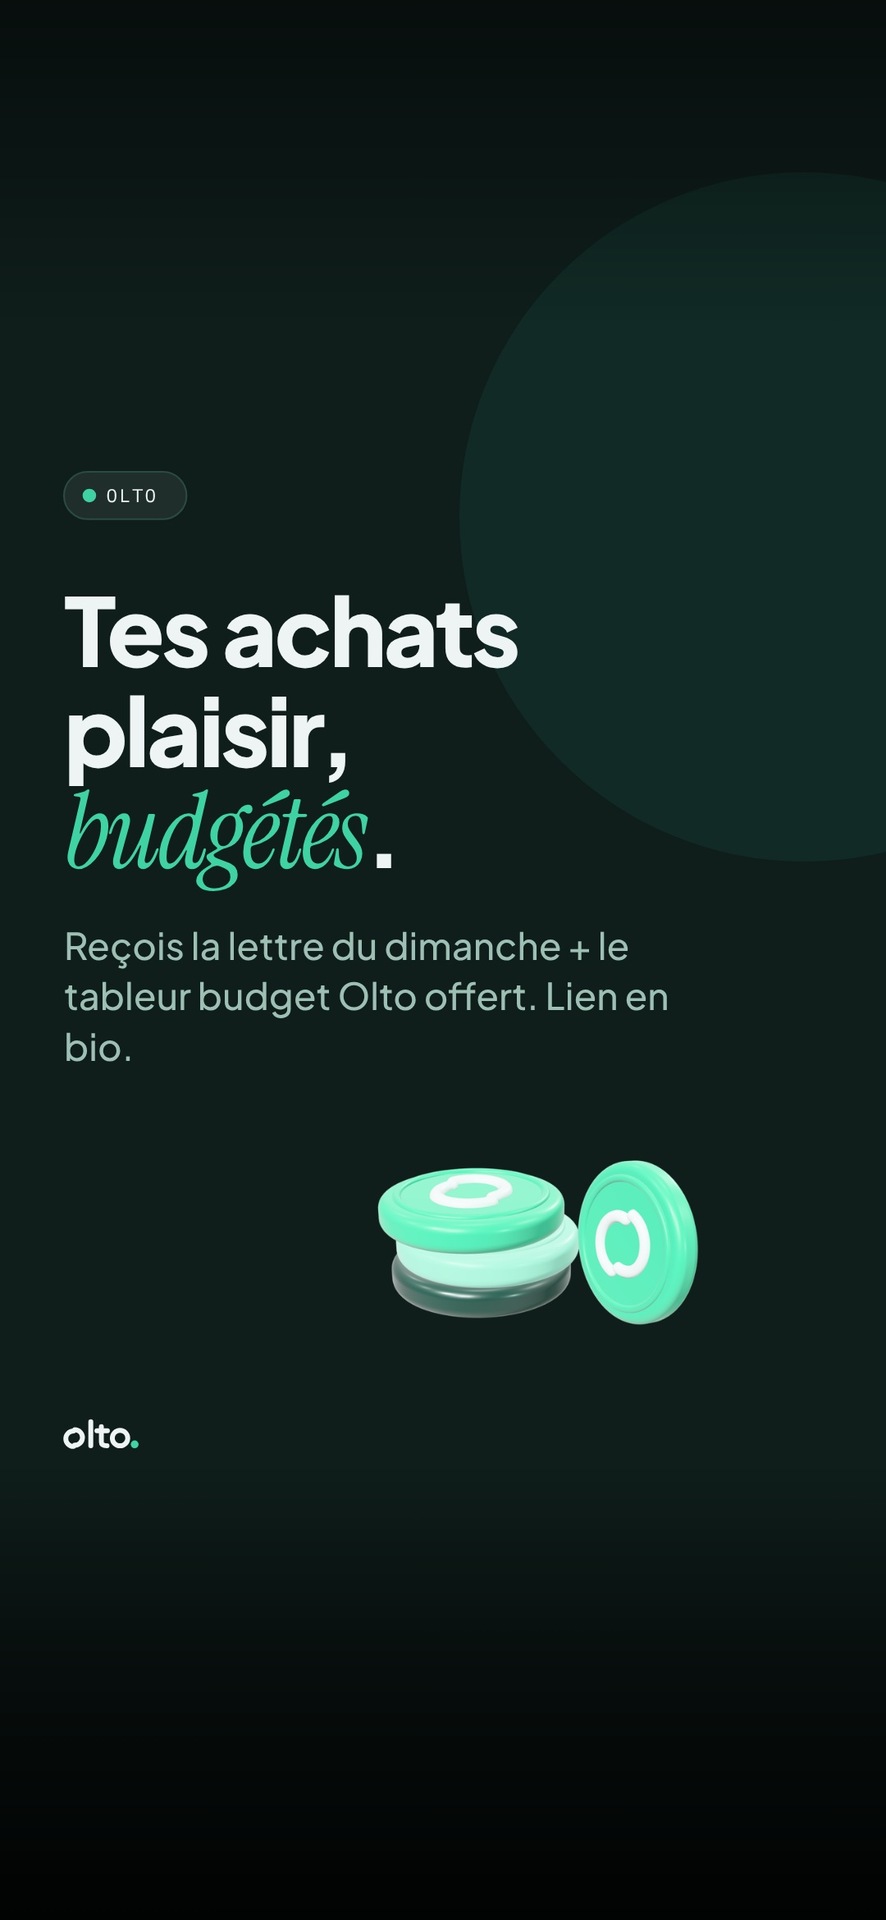 OLTO
Tes achats
plaisir,
budgétés.
Reçois la lettre du dimanche + le
tableur budget Olto offert. Lien en
bio.
olto.